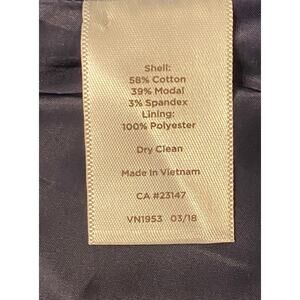 Shell:
58% Cotton
39% Modal
3% Spandex
Lining:
100% Polyester
Dry Clean
Made In Vietnam
CA #23147
VN1953 03/18